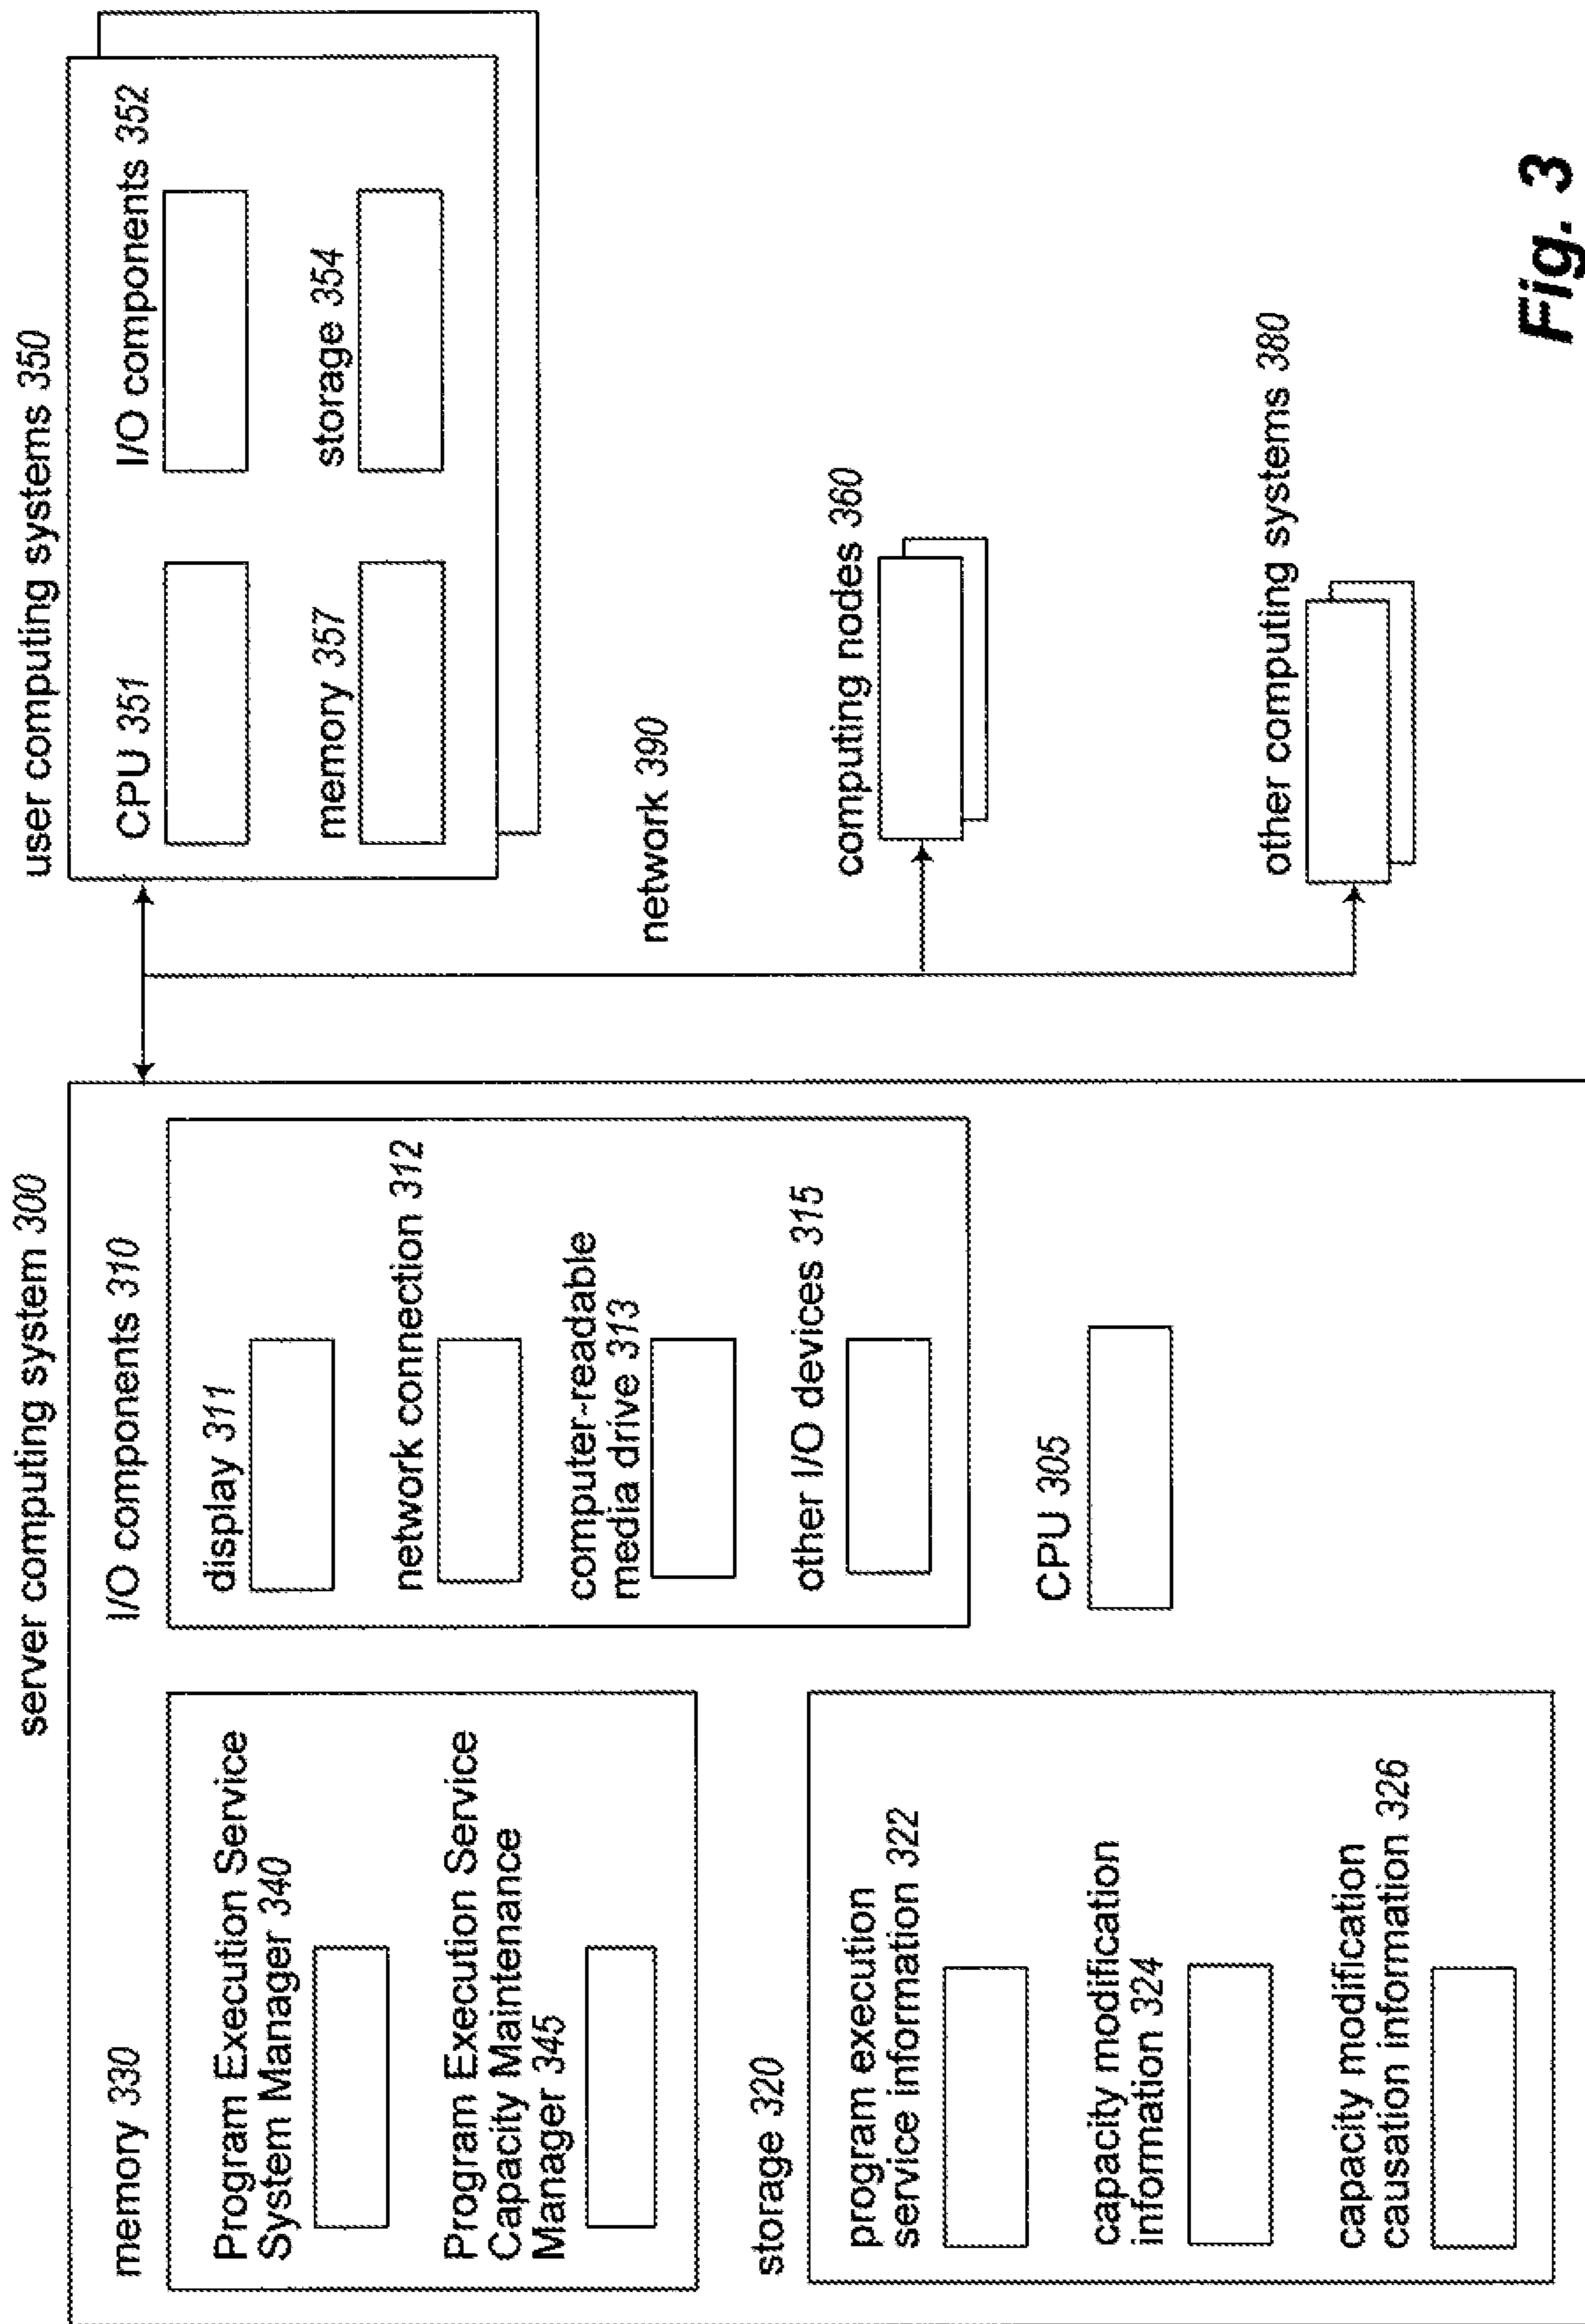 server computing system 300
memory 330
Program Execution Service
System Manager 340
Program Execution Service
Capacity Maintenance
Manager 345
storage 320
program execution
service information 322
capacity modification
information 324
capacity modification
causation information 326
I/O components 310
display 311
network connection 312
computer-readable
media drive 313
other I/O devices 315
CPU 305
user computing systems 350
CPU 351
I/O components 352
memory 357
storage 354
network 390
computing nodes 360
other computing systems 380
Fig. 3